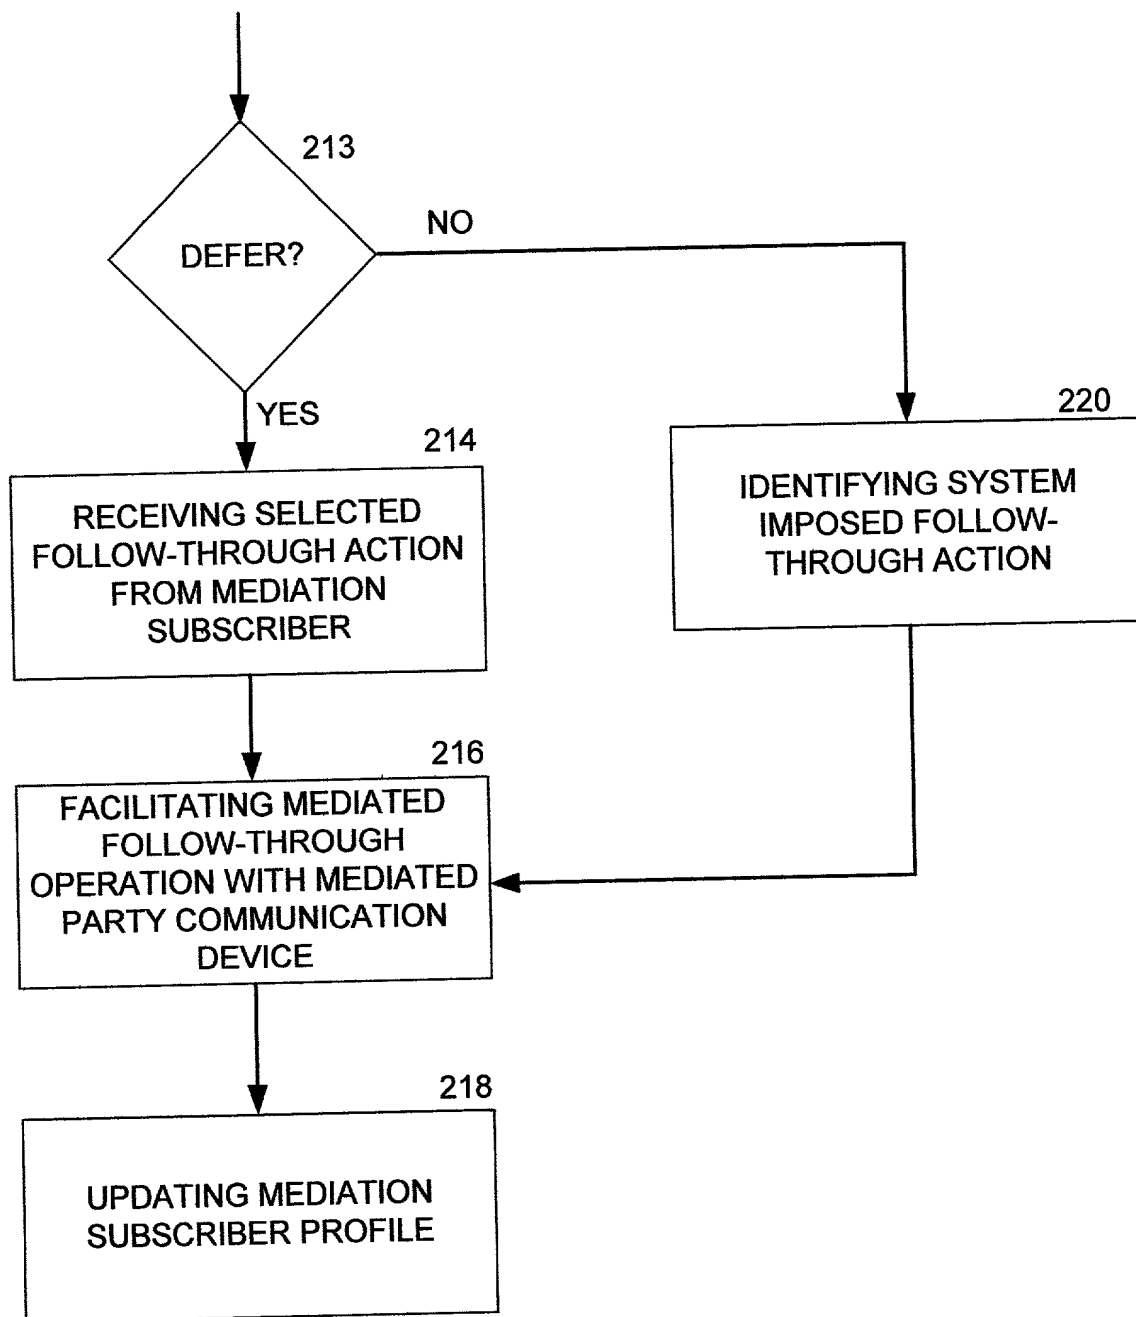 213
DEFER?
NO
YES
214
RECEIVING SELECTED
FOLLOW-THROUGH ACTION
FROM MEDIATION
SUBSCRIBER
220
IDENTIFYING SYSTEM
IMPOSED FOLLOW-
THROUGH ACTION
216
FACILITATING MEDIATED
FOLLOW-THROUGH
OPERATION WITH MEDIATED
PARTY COMMUNICATION
DEVICE
218
UPDATING MEDIATION
SUBSCRIBER PROFILE